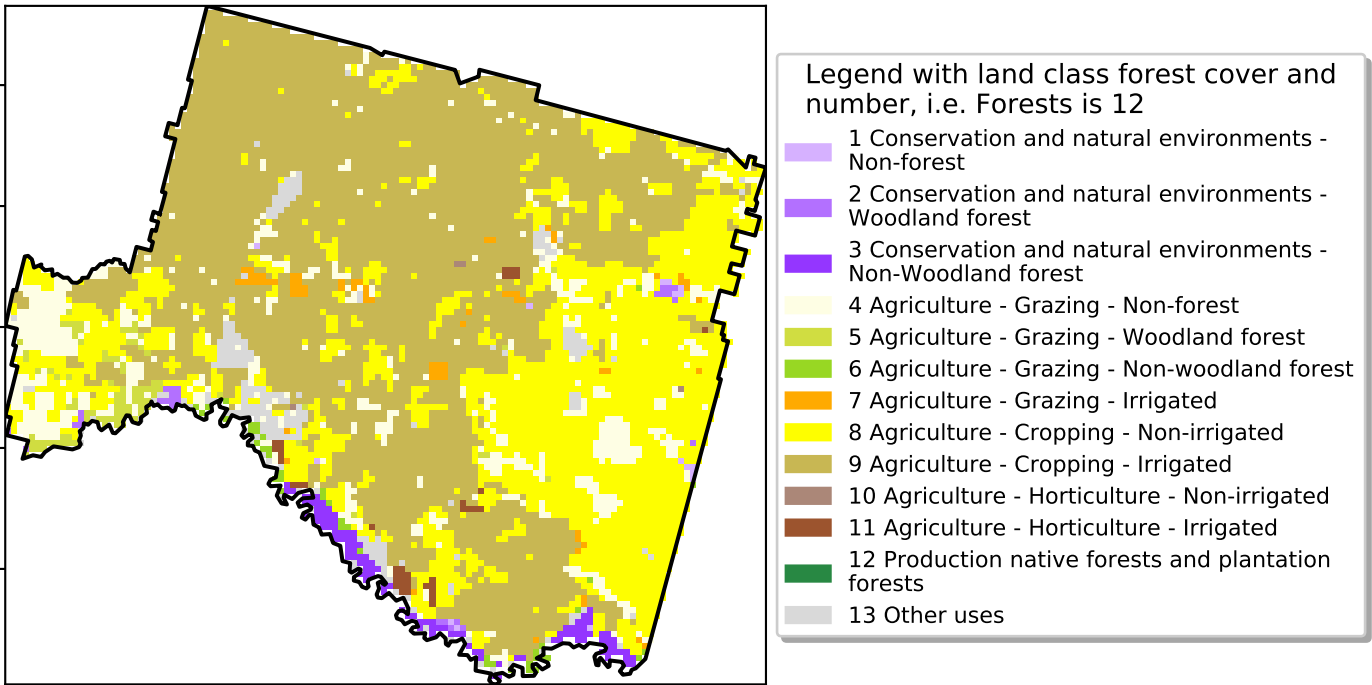 Legend with land class forest cover and
number, i.e. Forests is 12
1 Conservation and natural environments -
Non-forest
2 Conservation and natural environments -
Woodland forest
3 Conservation and natural environments -
Non-Woodland forest
4 Agriculture - Grazing - Non-forest
5 Agriculture - Grazing - Woodland forest
6 Agriculture - Grazing - Non-woodland forest
7 Agriculture - Grazing - Irrigated
8 Agriculture - Cropping - Non-irrigated
9 Agriculture - Cropping - Irrigated
10 Agriculture - Horticulture - Non-irrigated
11 Agriculture - Horticulture - Irrigated
12 Production native forests and plantation
forests
13 Other uses